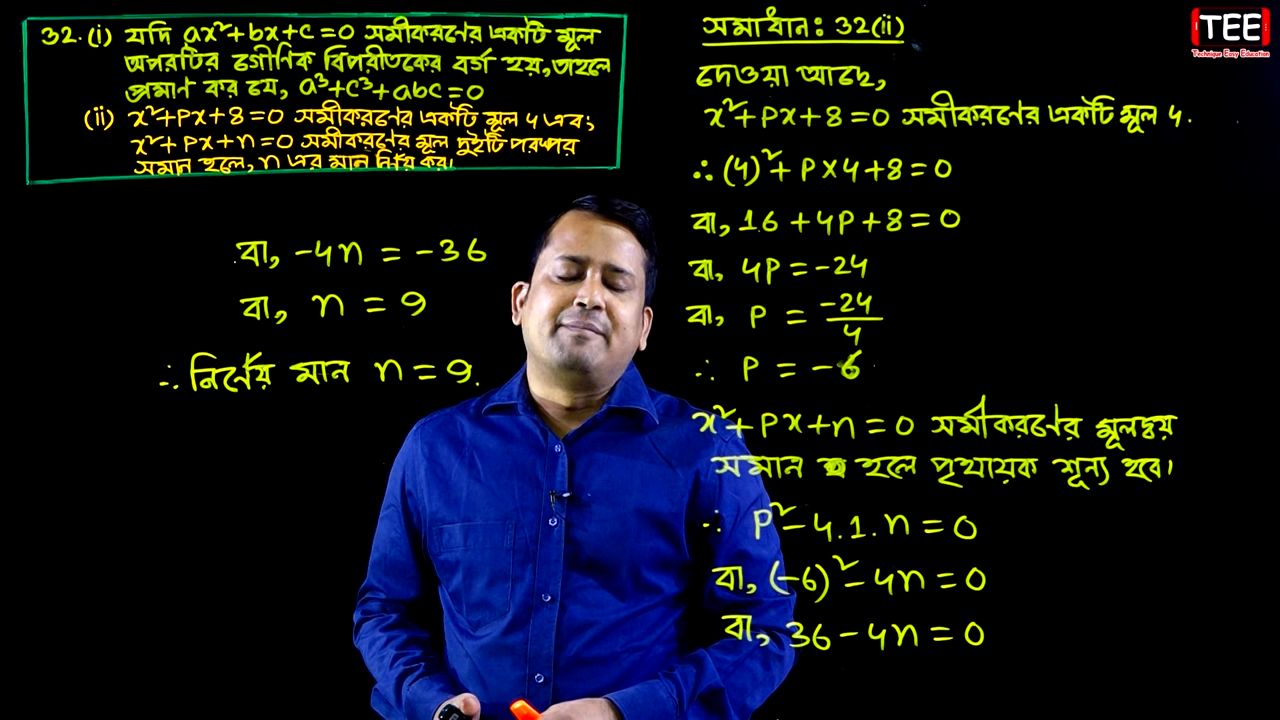 32. (i) যদি ax²+bx+c=0 সমীকরণের একটি মূল
অপরটির যৌগিক বিপরীতকের বর্গ হয়, তাহলে
প্রমাণ কর যে, a³+c³+abc=0
(ii) x²+px+8=0 সমীকরণের একটি মূল 4 এবং
x²+px+n=0 সমীকরণের মূল দুইটি পরস্পর
সমান হলে, n এর মান নির্ণয় কর।
বা, -4n = -36
বা, n = 9
∴ নির্ণেয় মান n = 9.
সমাধান: 32(ii)
দেওয়া আছে,
x²+px+8=0 সমীকরণের একটি মূল 4.
∴ (4)²+p×4+8=0
বা, 16+4p+8=0
বা, 4p=-24
বা, p = -24/4
∴ p = -6
x²+px+n=0 সমীকরণের মূলদ্বয়
সমান হলে পৃথায়ক শূন্য হবে।
∴ p²-4.1.n=0
বা, (-6)²-4n=0
বা, 36-4n=0
TEE
Technique Easy Education